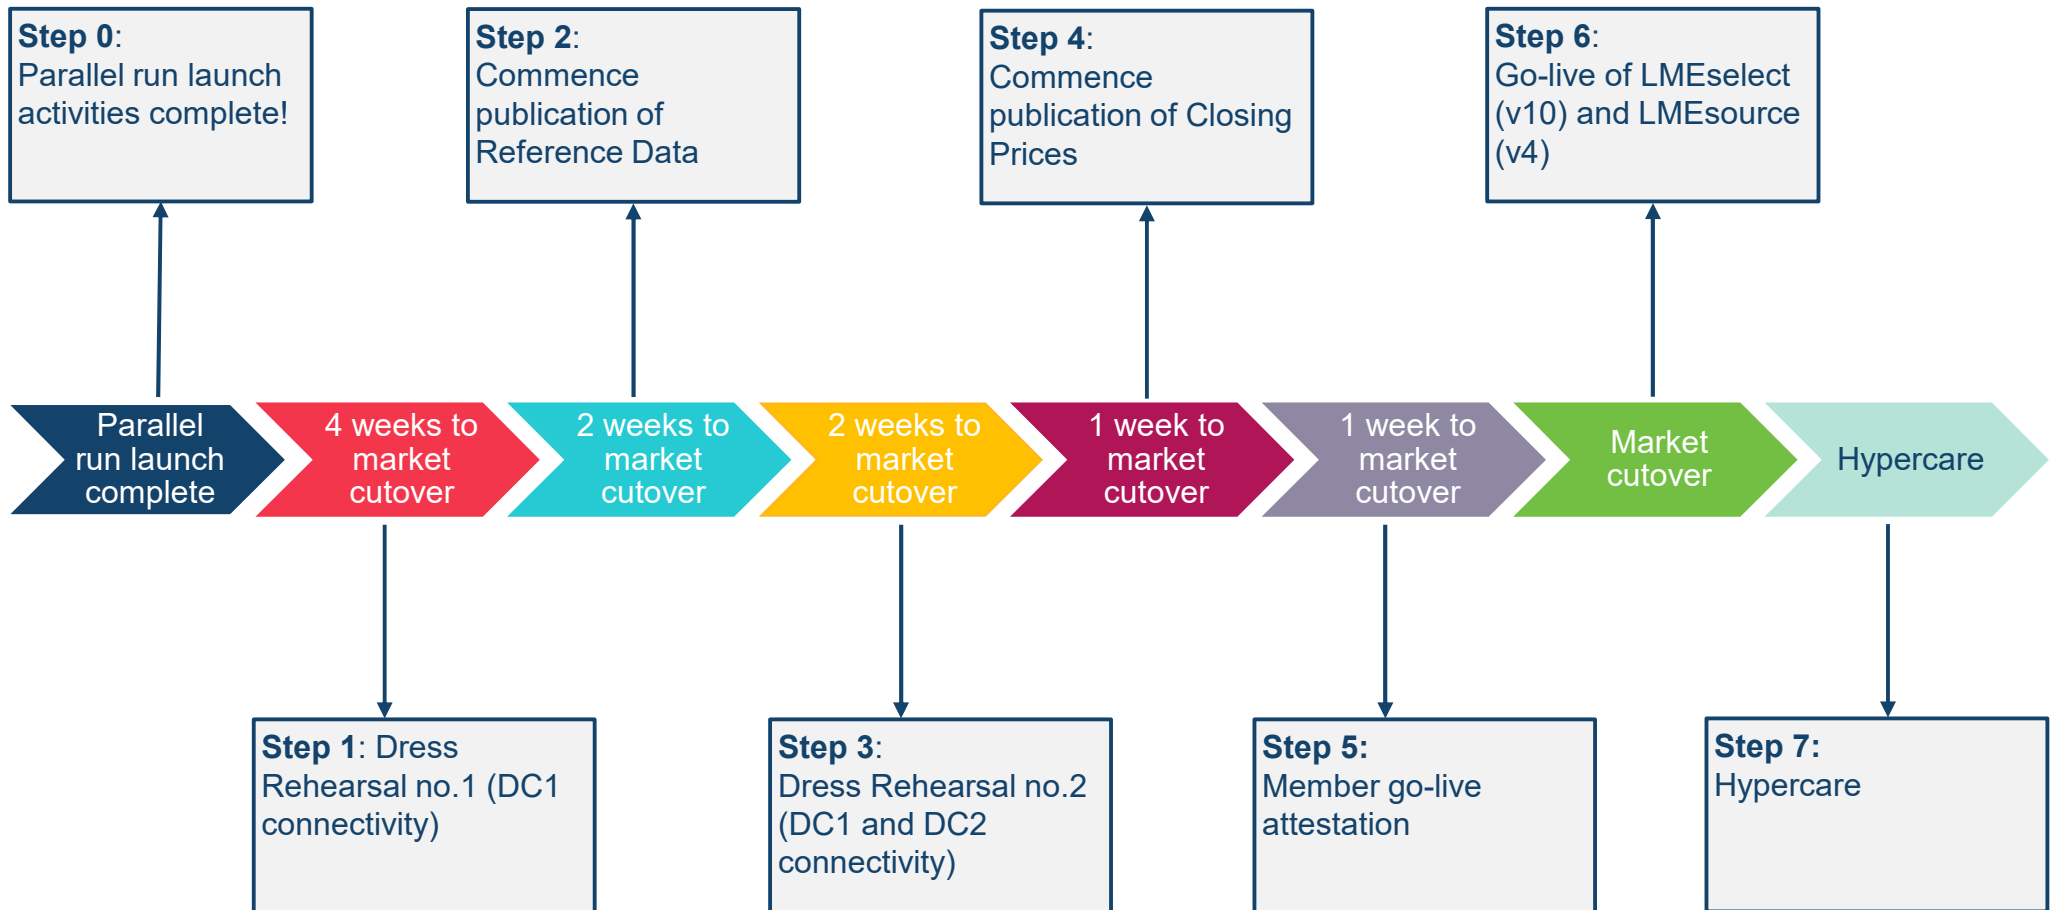 Step 0:
Parallel run launch
activities complete!
Step 2:
Commence
publication of
Reference Data
Step 4:
Commence
publication of Closing
Prices
Step 6:
Go-live of LMEselect
(v10) and LMEsource
(v4)
Parallel
run launch
complete
4 weeks to
market
cutover
2 weeks to
market
cutover
2 weeks to
market
cutover
1 week to
market
cutover
1 week to
market
cutover
Market
cutover
Hypercare
Step 1: Dress
Rehearsal no.1 (DC1
connectivity)
Step 3:
Dress Rehearsal no.2
(DC1 and DC2
connectivity)
Step 5:
Member go-live
attestation
Step 7:
Hypercare